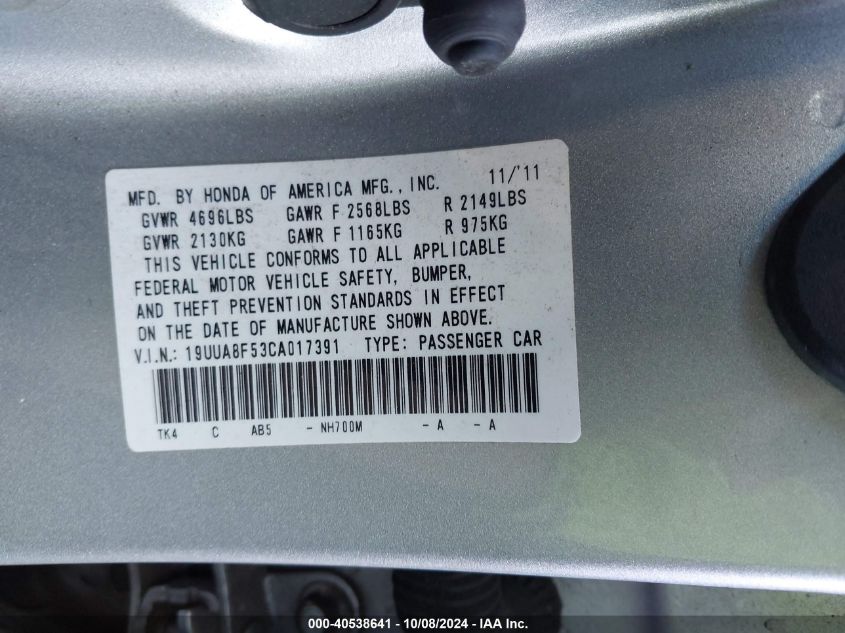 MFD. BY HONDA OF AMERICA MFG., INC. 11/'11
GVWR 4696LBS GAWR F 2568LBS R 2149LBS
GVWR 2130KG GAWR F 1165KG R 975KG
THIS VEHICLE CONFORMS TO ALL APPLICABLE
FEDERAL MOTOR VEHICLE SAFETY, BUMPER,
AND THEFT PREVENTION STANDARDS IN EFFECT
ON THE DATE OF MANUFACTURE SHOWN ABOVE.
V.I.N.: 19UUA8F53CA017391 TYPE: PASSENGER CAR
TK4 C AB5 - NH700M - A - A
000-40538641 - 10/08/2024 - IAA Inc.